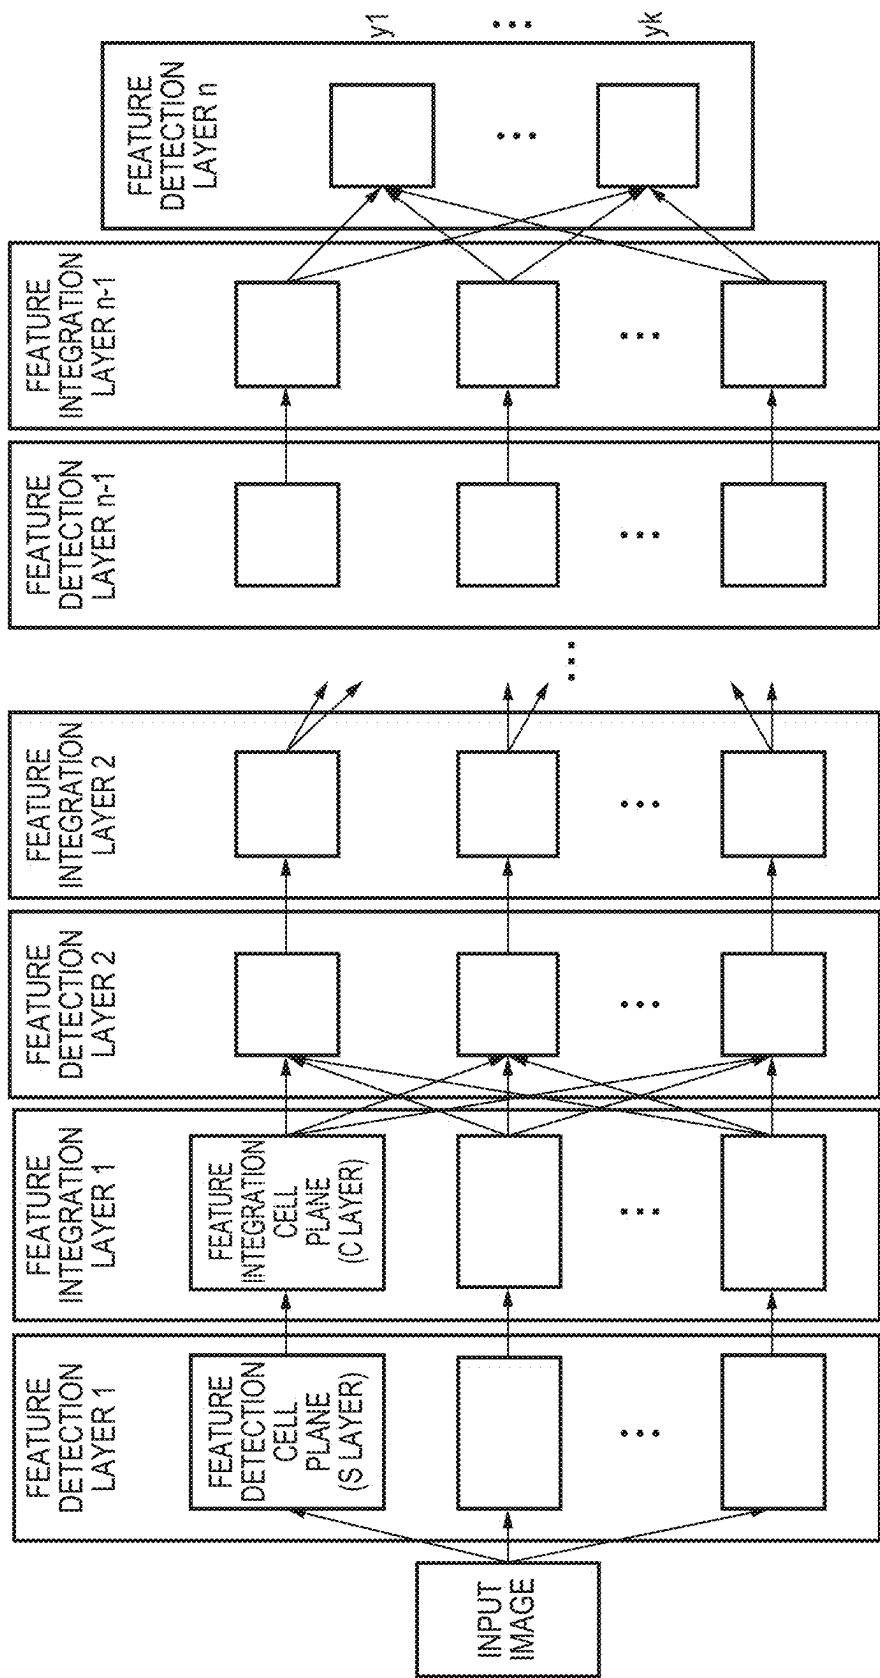 INPUT
IMAGE
FEATURE
DETECTION
LAYER 1
FEATURE
DETECTION
CELL
PLANE
(S LAYER)
FEATURE
INTEGRATION
LAYER 1
FEATURE
INTEGRATION
CELL
PLANE
(C LAYER)
FEATURE
DETECTION
LAYER 2
FEATURE
INTEGRATION
LAYER 2
FEATURE
DETECTION
LAYER n-1
FEATURE
INTEGRATION
LAYER n-1
FEATURE
DETECTION
LAYER n
y1
yk